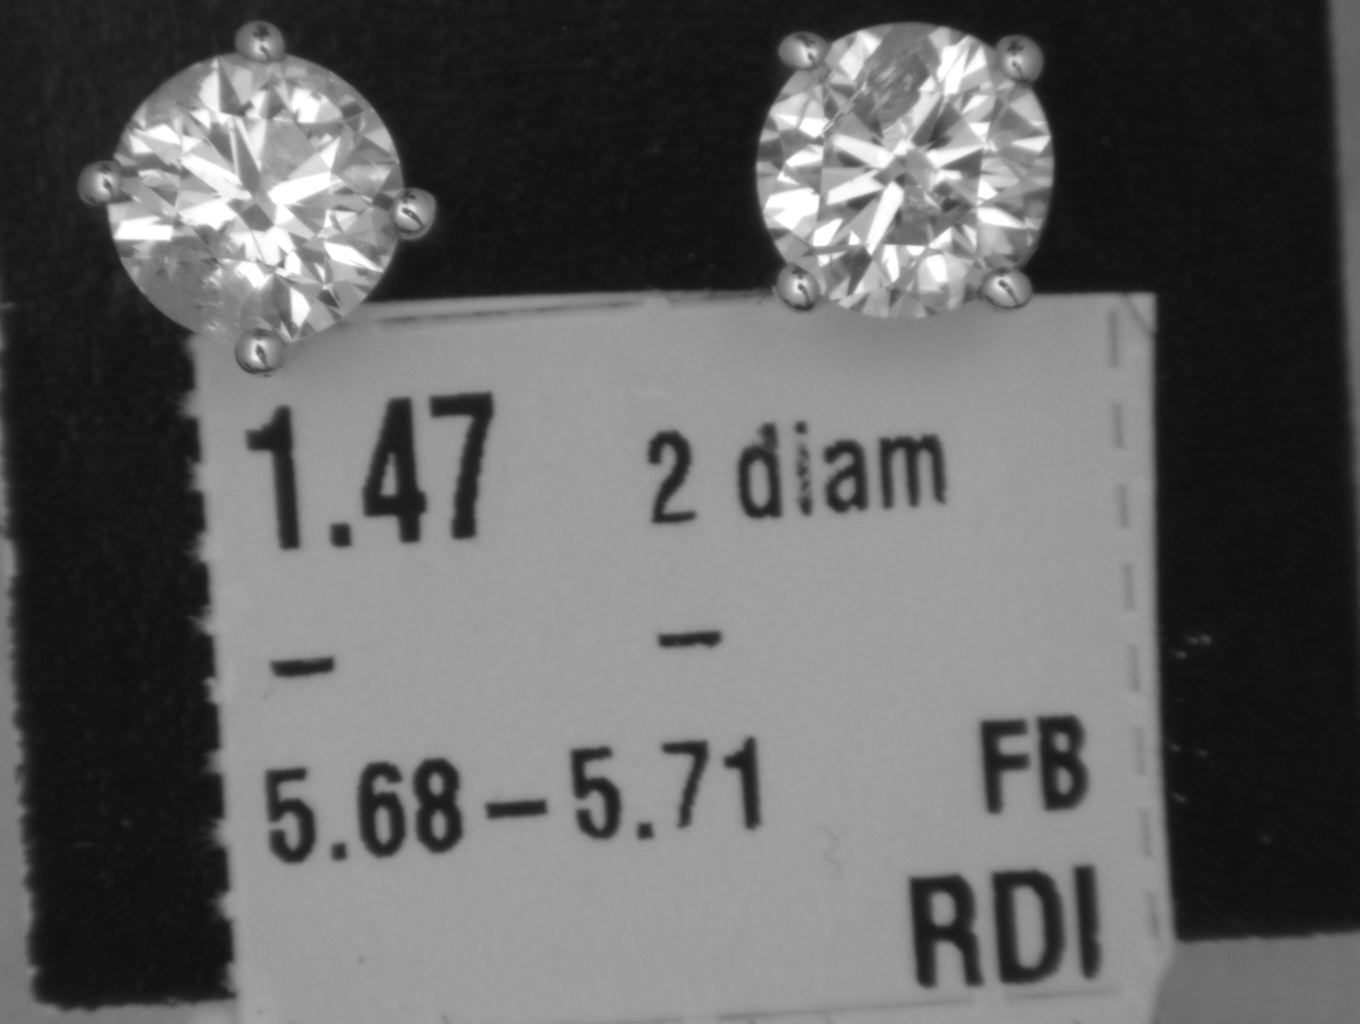 1.47 2 diam
– –
5.68–5.71 FB
RDI